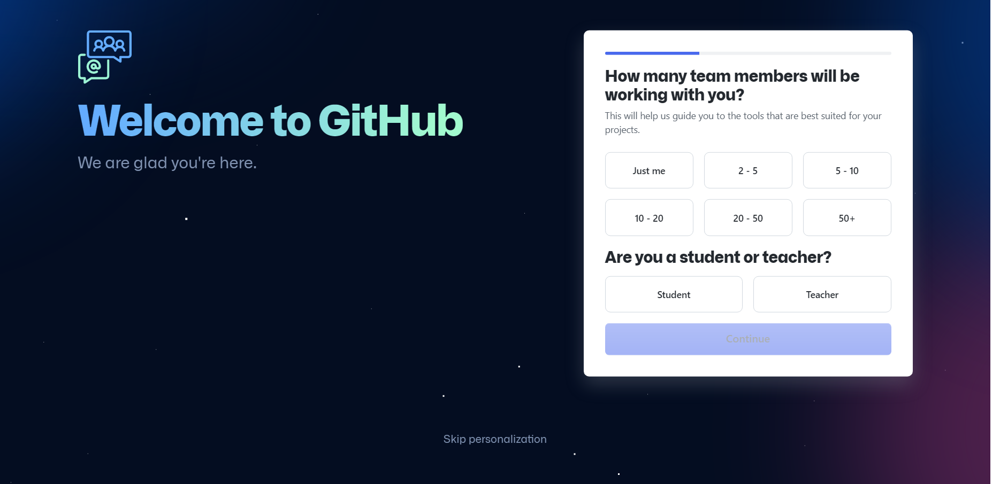 @
Welcome to GitHub
We are glad you're here.
How many team members will be
working with you?
This will help us guide you to the tools that are best suited for your
projects.
Just me
2 - 5
5 - 10
10 - 20
20 - 50
50+
Are you a student or teacher?
Student
Teacher
Continue
Skip personalization